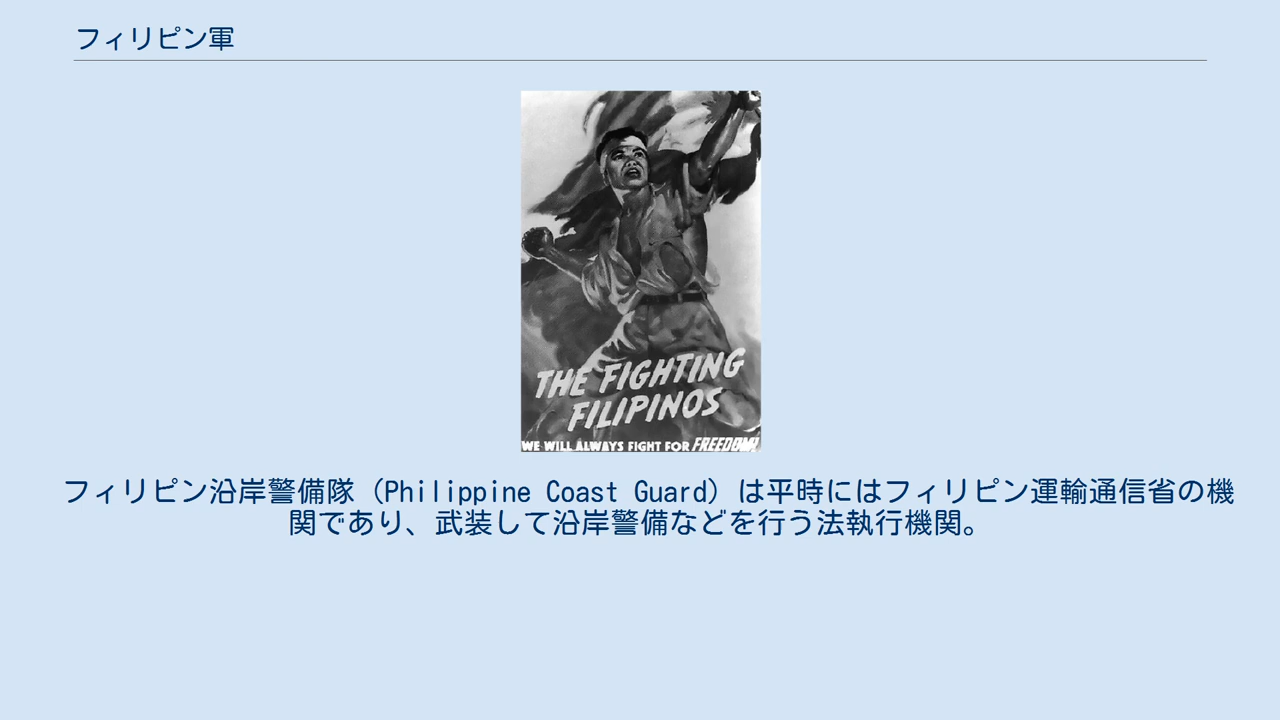 フィリピン軍
THE FIGHTING
FILIPINOS
WE WILL ALWAYS FIGHT FOR FREEDOM!
フィリピン沿岸警備隊（Philippine Coast Guard）は平時にはフィリピン運輸通信省の機
関であり、武装して沿岸警備などを行う法執行機関。